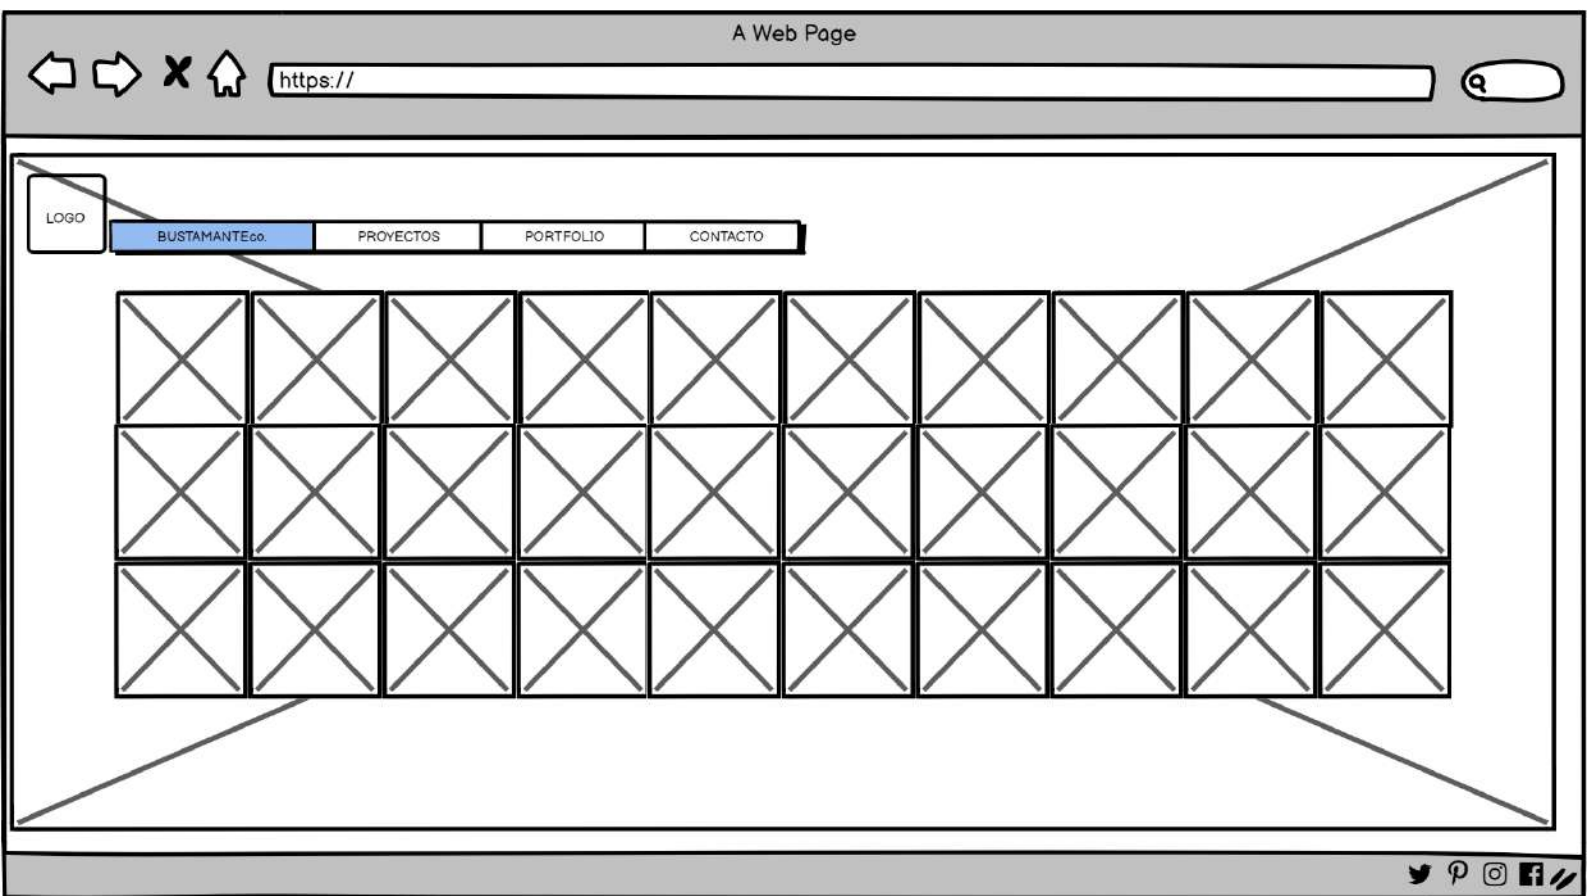 A Web Page
https://
LOGO
BUSTAMANTEco. PROYECTOS PORTFOLIO CONTACTO